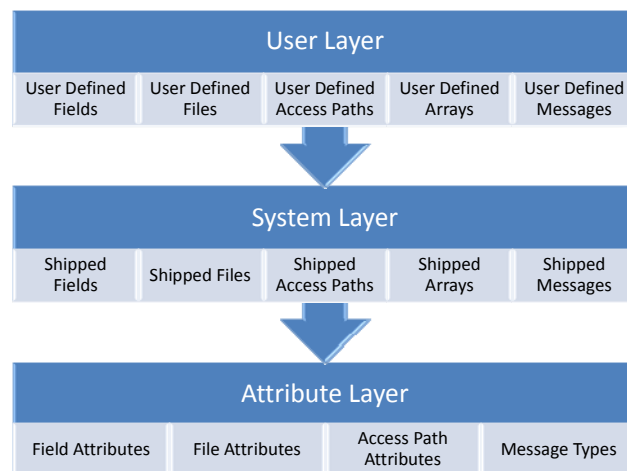 User Layer
User Defined Fields
User Defined Files
User Defined Access Paths
User Defined Arrays
User Defined Messages
System Layer
Shipped Fields
Shipped Files
Shipped Access Paths
Shipped Arrays
Shipped Messages
Attribute Layer
Field Attributes
File Attributes
Access Path Attributes
Message Types